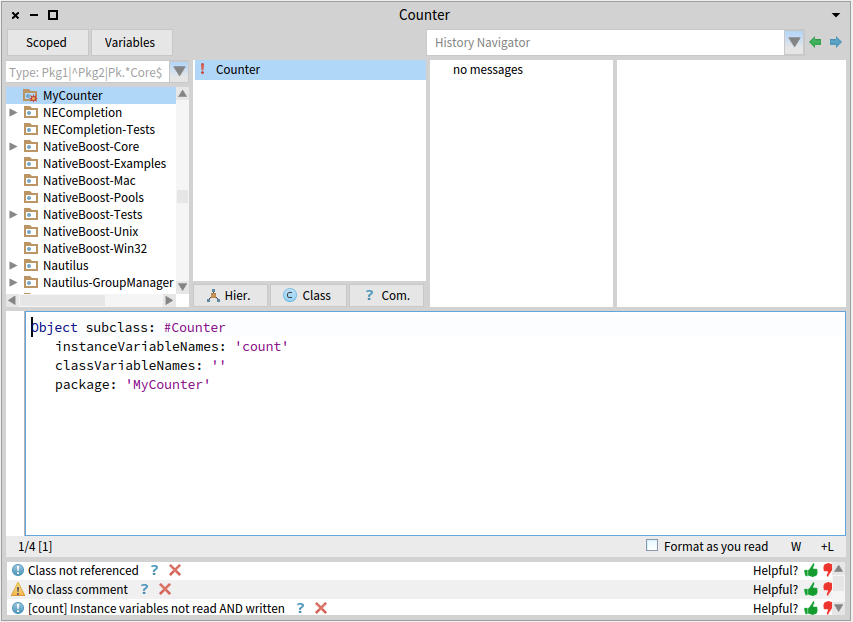 Counter
Scoped
Variables
History Navigator
Type: Pkg1|^Pkg2|Pk.*Core$
MyCounter
NECompletion
NECompletion-Tests
NativeBoost-Core
NativeBoost-Examples
NativeBoost-Mac
NativeBoost-Pools
NativeBoost-Tests
NativeBoost-Unix
NativeBoost-Win32
Nautilus
Nautilus-GroupManager
! Counter
Hier.
C Class
? Com.
no messages
Object subclass: #Counter
instanceVariableNames: 'count'
classVariableNames: ''
package: 'MyCounter'
1/4 [1]
Format as you read
W
+L
Class not referenced ? Helpful?
No class comment ? Helpful?
[count] Instance variables not read AND written ? Helpful?